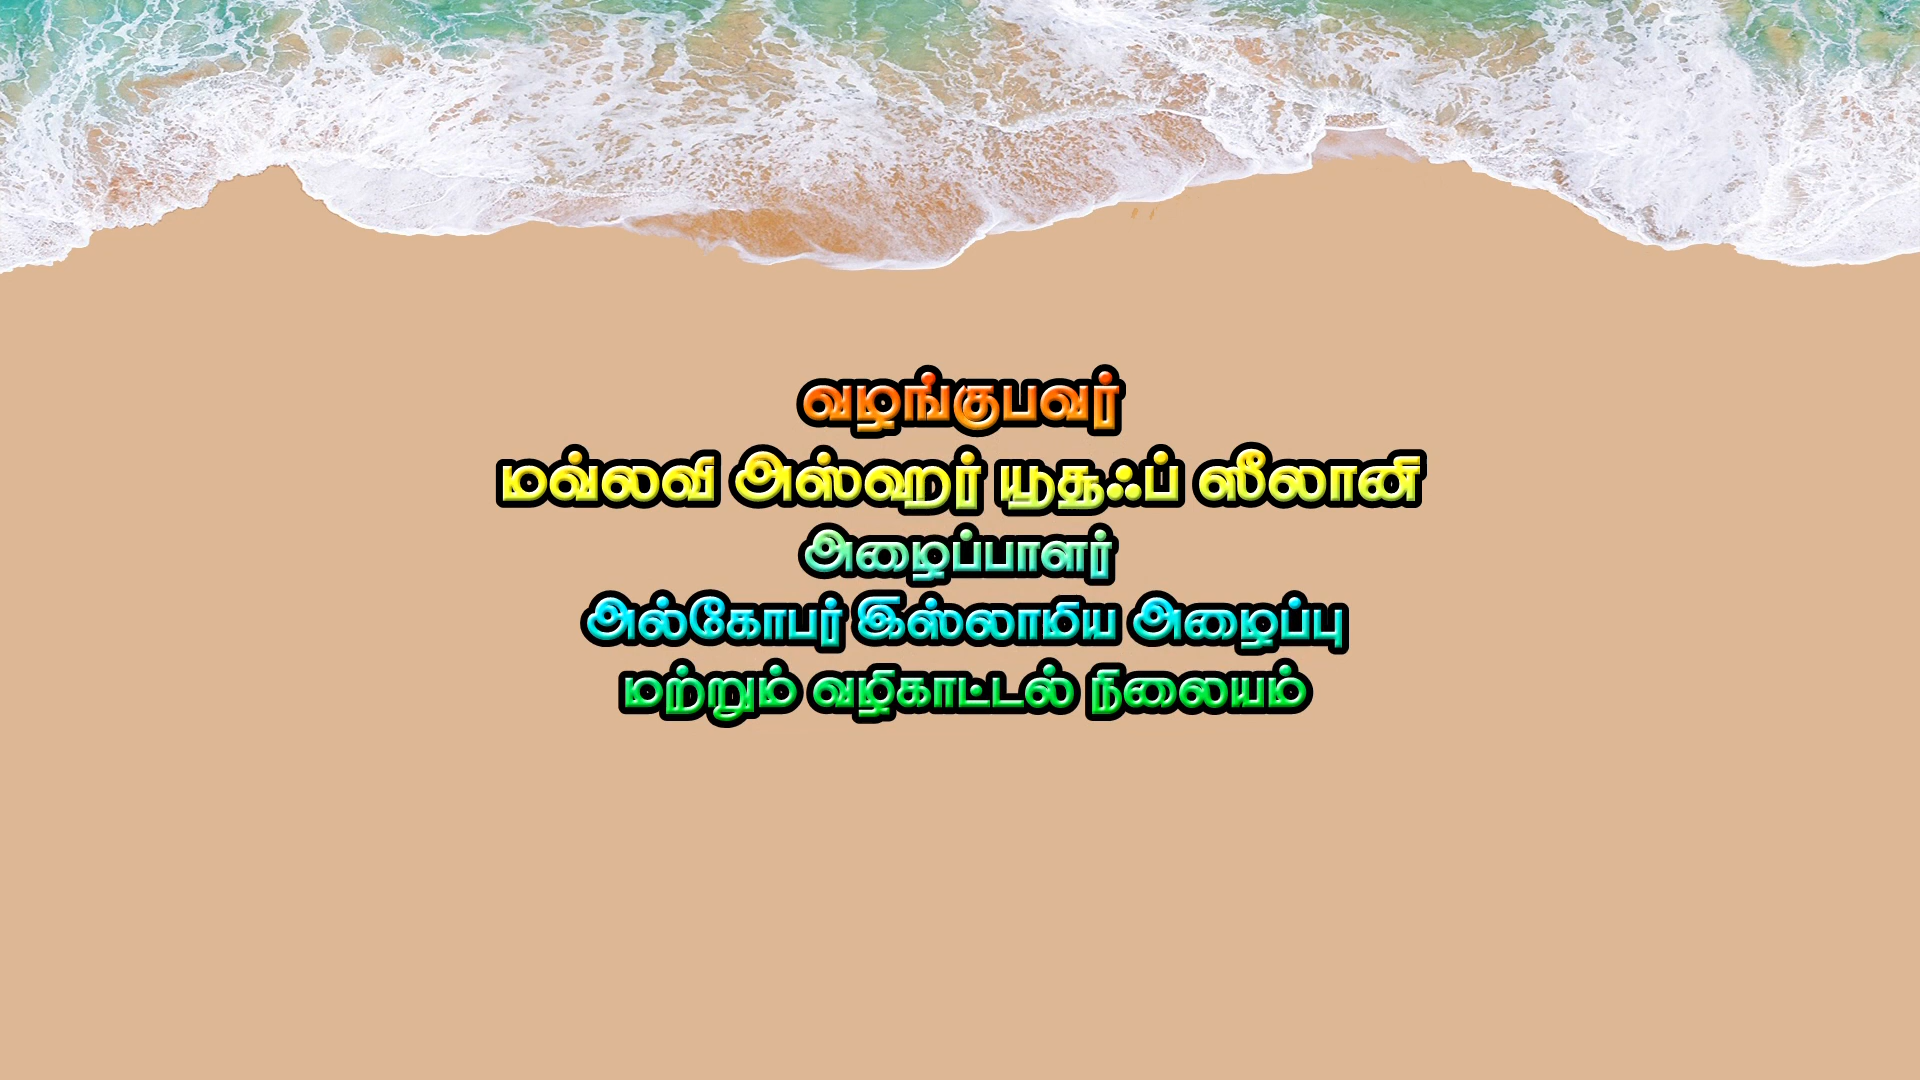 வழங்குபவர்
மவ்லவி அஸ்ஹர் யூசூஃப் ஸீலானி
அழைப்பாளர்
அல்கோபர் இஸ்லாமிய அழைப்பு
மற்றும் வழிகாட்டல் நிலையம்